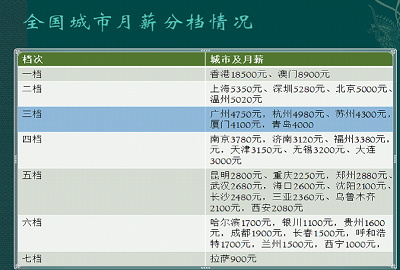 全国城市月薪分档情况
档次 城市及月薪
一档 香港18500元、澳门8900元
二档 上海5350元、深圳5280元、北京5000元、
温州5020元
三档 广州4750元，杭州4980元、苏州4300元，
厦门4100元，青岛4000
四档 南京3780元，济南3120元、福州3380元，
元，天津3150元、无锡3200元、大连
3000元
五档 昆明2800元、重庆2250元、郑州2880元、
武汉2680元，海口2600元、沈阳2100元、
长沙2480元，三亚2360元、乌鲁木齐
2100元，西安2080元
六档 哈尔滨1700元，银川1100元，贵州1600
元，成都1900元，长春1500元，呼和浩
特1700元，兰州1500元，西宁1000元，
七档 拉萨900元